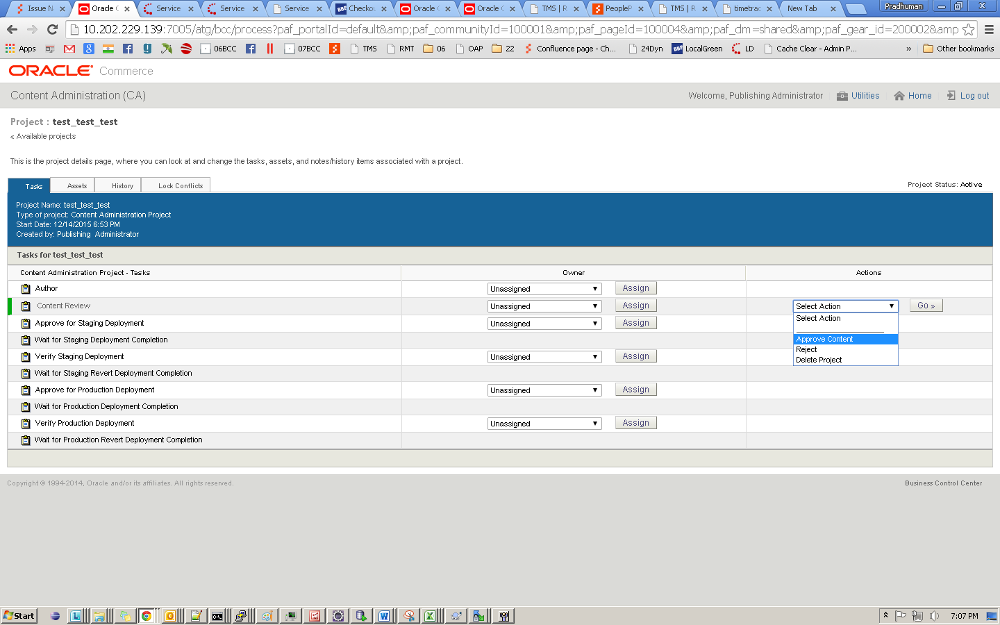 Issue N
Oracle C
Service
Service
Service
BBB Checkou
Oracle C
Oracle C
TMS | R
PeopleP
TMS | R
timetrac
New Tab
Pradhuman
10.202.229.139:7005/atg/bcc/process?paf_portalId=default&amp;paf_communityId=100001&amp;paf_pageId=100004&amp;paf_dm=shared&amp;paf_gear_id=200002&amp
Apps
06BCC
07BCC
TMS
RMT
06
OAP
22
Confluence page - Ch...
24Dyn
LocalGreen
LD
Cache Clear - Admin P...
»
Other bookmarks
ORACLE Commerce
Content Administration (CA)
Welcome, Publishing Administrator
Utilities
Home
Log out
Project : test_test_test
« Available projects
This is the project details page, where you can look at and change the tasks, assets, and notes/history items associated with a project.
Tasks
Assets
History
Lock Conflicts
Project Status: Active
Project Name: test_test_test
Type of project: Content Administration Project
Start Date: 12/14/2015 6:53 PM
Created by: Publishing Administrator
Tasks for test_test_test
Content Administration Project - Tasks
Owner
Actions
Author
Unassigned
Assign
Content Review
Unassigned
Assign
Select Action
Go »
Select Action
Approve Content
Reject
Delete Project
Approve for Staging Deployment
Unassigned
Assign
Wait for Staging Deployment Completion
Verify Staging Deployment
Unassigned
Assign
Wait for Staging Revert Deployment Completion
Approve for Production Deployment
Unassigned
Assign
Wait for Production Deployment Completion
Verify Production Deployment
Unassigned
Assign
Wait for Production Revert Deployment Completion
Copyright © 1994-2014, Oracle and/or its affiliates. All rights reserved.
Business Control Center
Start
7:07 PM